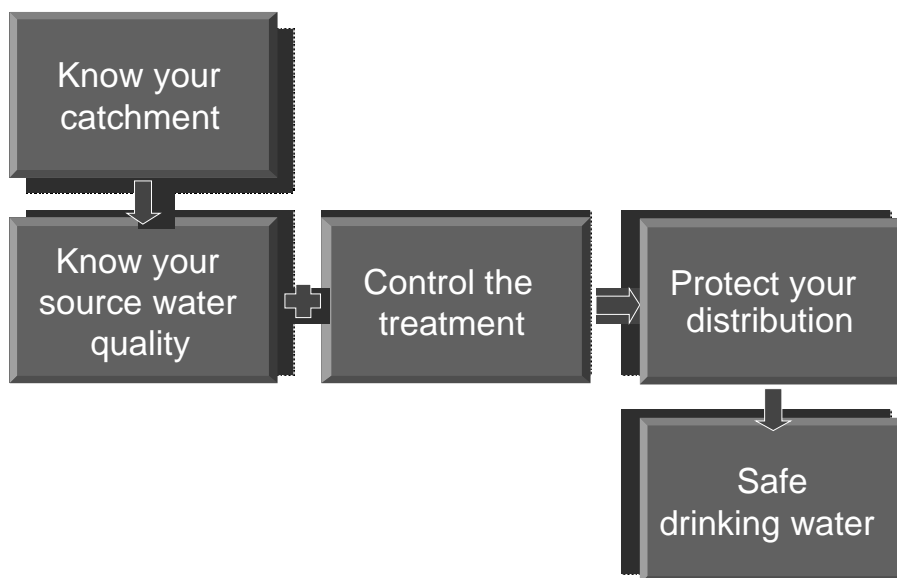 Know your
catchment
Know your
source water
quality
Control the
treatment
Protect your
distribution
Safe
drinking water